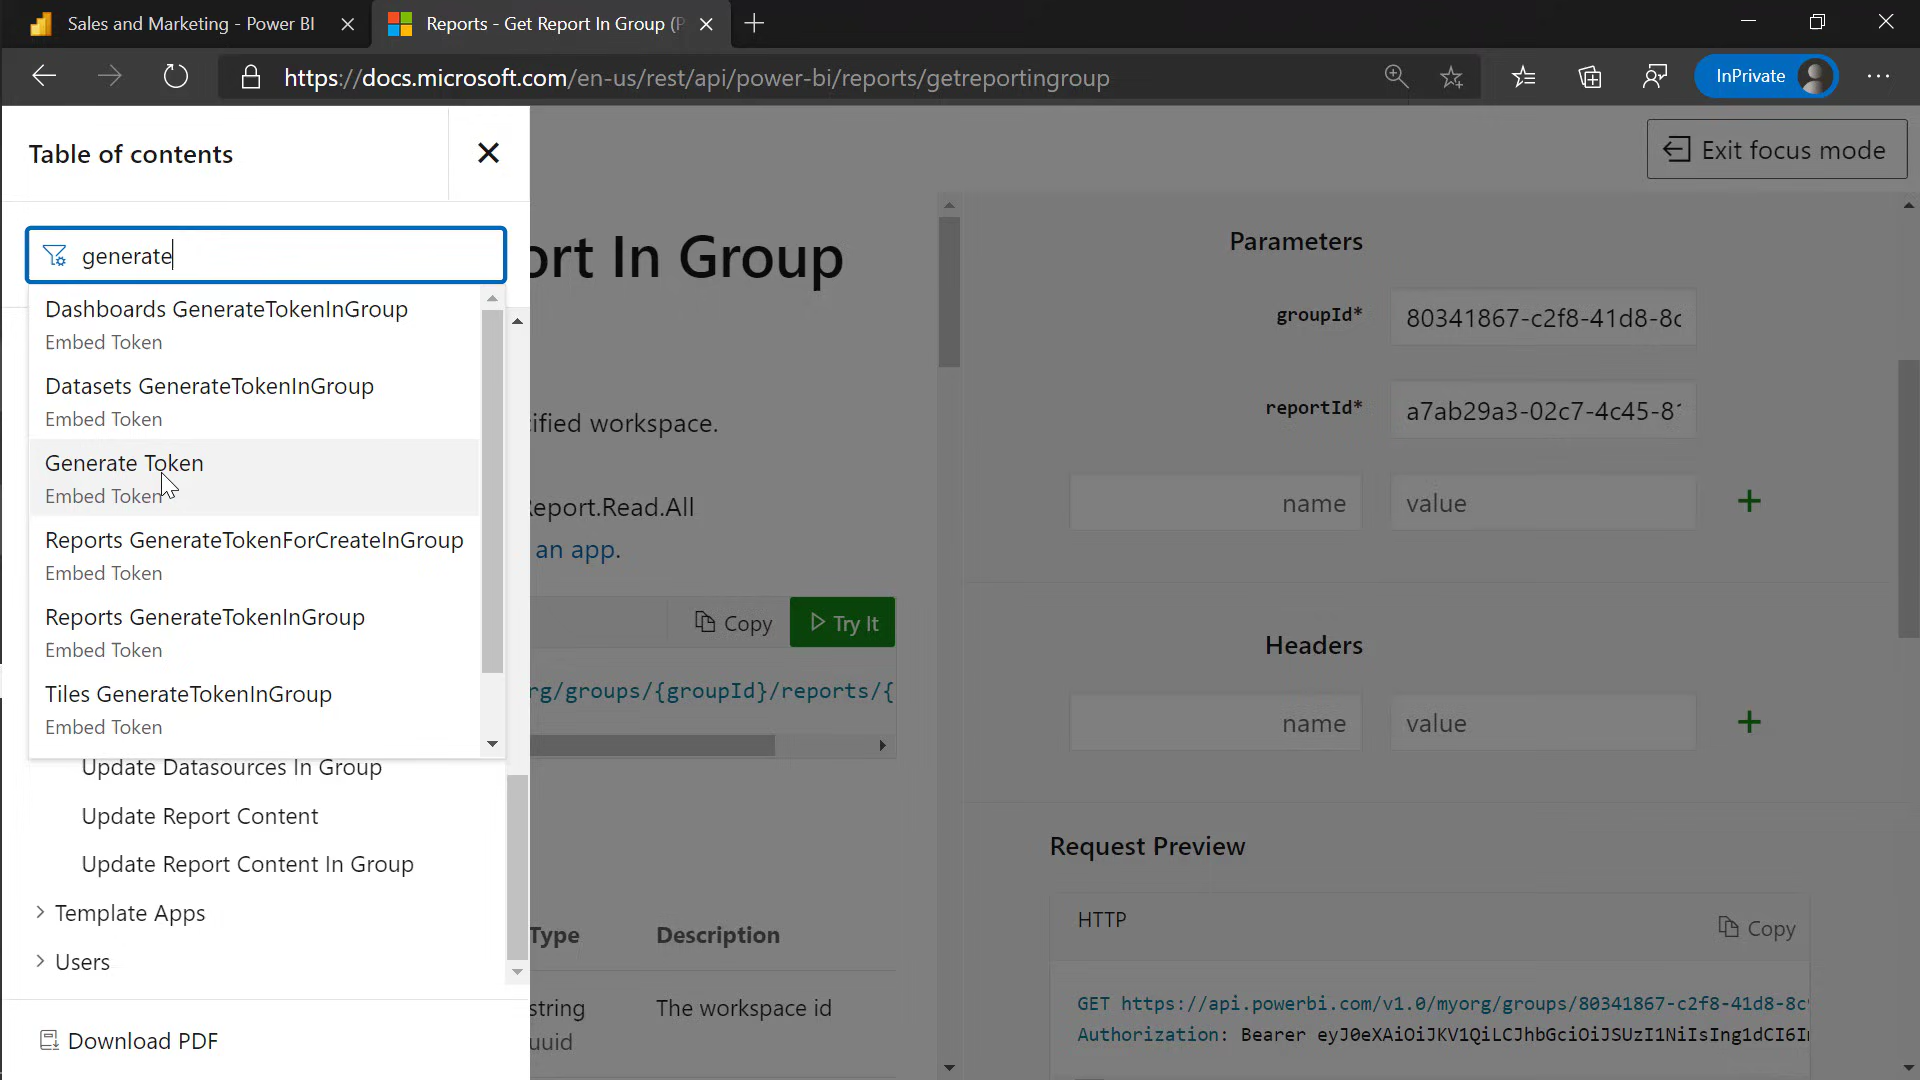 Sales and Marketing - Power BI
Reports - Get Report In Group (P
https://docs.microsoft.com/en-us/rest/api/power-bi/reports/getreportingroup
InPrivate
Table of contents
Exit focus mode
generate
Dashboards GenerateTokenInGroup
Embed Token
Datasets GenerateTokenInGroup
Embed Token
Generate Token
Embed Token
Reports GenerateTokenForCreateInGroup
Embed Token
Reports GenerateTokenInGroup
Embed Token
Tiles GenerateTokenInGroup
Embed Token
Update Datasources In Group
Update Report Content
Update Report Content In Group
Template Apps
Users
Download PDF
ort In Group
ified workspace.
Report.Read.All
an app.
Copy
Try It
rg/groups/{groupId}/reports/{
Type
Description
string
The workspace id
uuid
Parameters
groupId*
80341867-c2f8-41d8-8c
reportId*
a7ab29a3-02c7-4c45-8
name
value
Headers
name
value
Request Preview
HTTP
Copy
GET https://api.powerbi.com/v1.0/myorg/groups/80341867-c2f8-41d8-8c
Authorization: Bearer eyJ0eXAiOiJKV1QiLCJhbGciOiJSUzI1NiIsIng1dCI6I